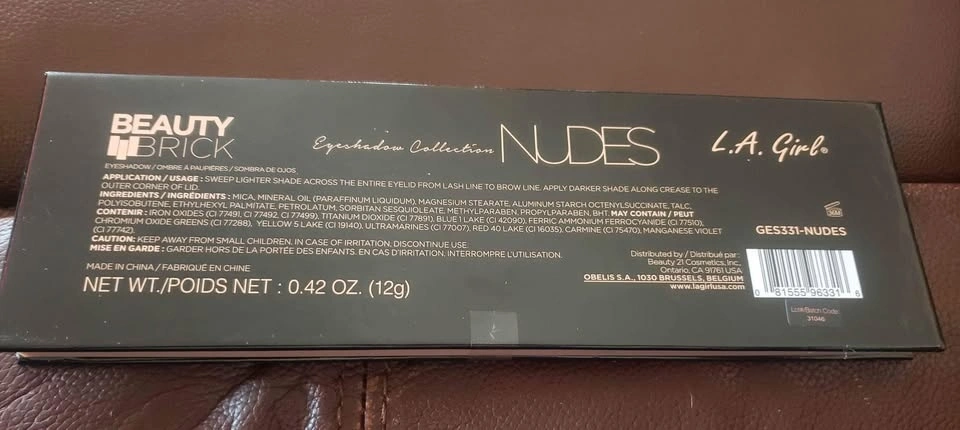 BEAUTY
BRICK
Eyeshadow Collection NUDES
L.A. Girl®
EYESHADOW / OMBRE À PAUPIÈRES / SOMBRA DE OJOS
APPLICATION / USAGE : SWEEP LIGHTER SHADE ACROSS THE ENTIRE EYELID FROM LASH LINE TO BROW LINE. APPLY DARKER SHADE ALONG CREASE TO THE
OUTER CORNER OF LID.
INGREDIENTS / INGRÉDIENTS : MICA, MINERAL OIL (PARAFFINUM LIQUIDUM), MAGNESIUM STEARATE, ALUMINUM STARCH OCTENYLSUCCINATE, TALC,
POLYISOBUTENE, ETHYLHEXYL PALMITATE, PETROLATUM, SORBITAN SESQUIOLEATE, METHYLPARABEN, PROPYLPARABEN, BHT. MAY CONTAIN / PEUT
CONTENIR : IRON OXIDES (CI 77491, CI 77492, CI 77499), TITANIUM DIOXIDE (CI 77891), BLUE 1 LAKE (CI 42090), FERRIC AMMONIUM FERROCYANIDE (CI 77510),
CHROMIUM OXIDE GREENS (CI 77288), YELLOW 5 LAKE (CI 19140), ULTRAMARINES (CI 77007), RED 40 LAKE (CI 16035), CARMINE (CI 75470), MANGANESE VIOLET
(CI 77742).
CAUTION: KEEP AWAY FROM SMALL CHILDREN. IN CASE OF IRRITATION, DISCONTINUE USE.
MISE EN GARDE : GARDER HORS DE LA PORTÉE DES ENFANTS. EN CAS D'IRRITATION, INTERROMPRE L'UTILISATION.
MADE IN CHINA / FABRIQUÉ EN CHINE
NET WT./POIDS NET : 0.42 OZ. (12g)
Distributed by / Distribué par :
Beauty 21 Cosmetics, Inc.,
Ontario, CA 91761 USA
OBELIS S.A., 1030 BRUSSELS, BELGIUM
www.lagirlusa.com
36M
GES331-NUDES
0 81555 96331 6
Lot/Batch Code:
31046